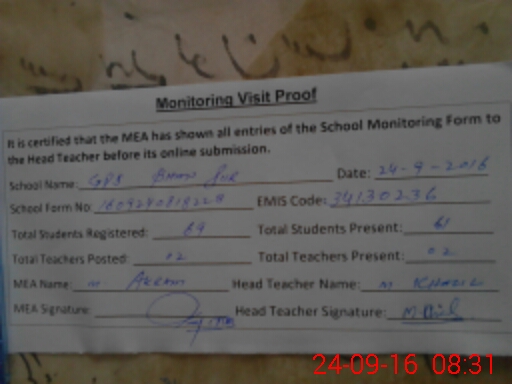 Monitoring Visit Proof
It is certified that the MEA has shown all entries of the School Monitoring Form to
the Head Teacher before its online submission.
School Name: GPS Date: 24-9-2016
School Form No: EMIS Code: 34130236
Total Students Registered: 69 Total Students Present: 61
Total Teachers Posted: 02 Total Teachers Present: 02
MEA Name: M. Akram Head Teacher Name: M
MEA Signature: Head Teacher Signature: M
24-09-16 08:31